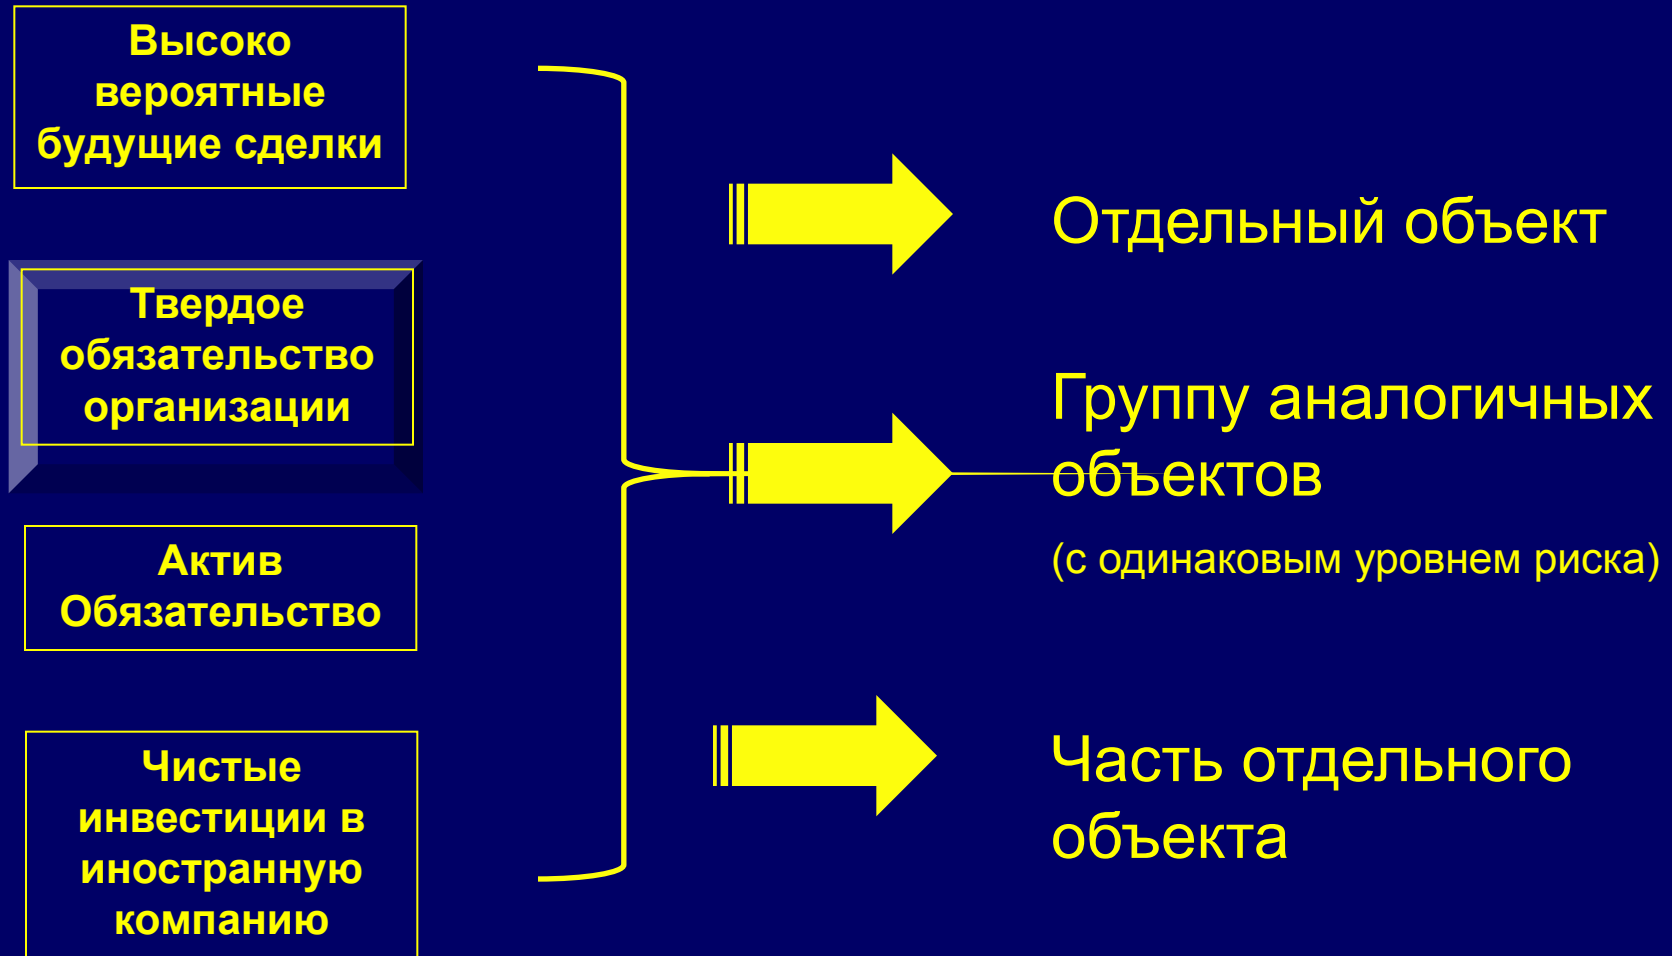 Высоко
вероятные
будущие сделки
Твердое
обязательство
организации
Актив
Обязательство
Чистые
инвестиции в
иностранную
компанию
Отдельный объект
Группу аналогичных
объектов
(с одинаковым уровнем риска)
Часть отдельного
объекта